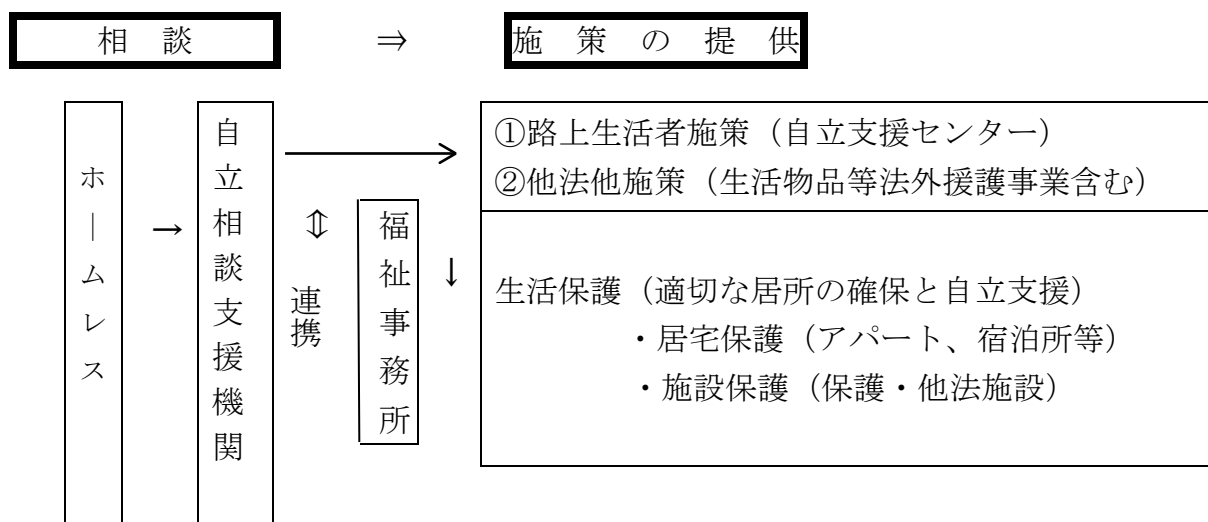 相談
⇒
施策の提供
ホームレス
→
自立相談支援機関
⇕
連携
福祉事務所
↓
①路上生活者施策（自立支援センター）
②他法他施策（生活物品等法外援護事業含む）
生活保護（適切な居所の確保と自立支援）
・居宅保護（アパート、宿泊所等）
・施設保護（保護・他法施設）